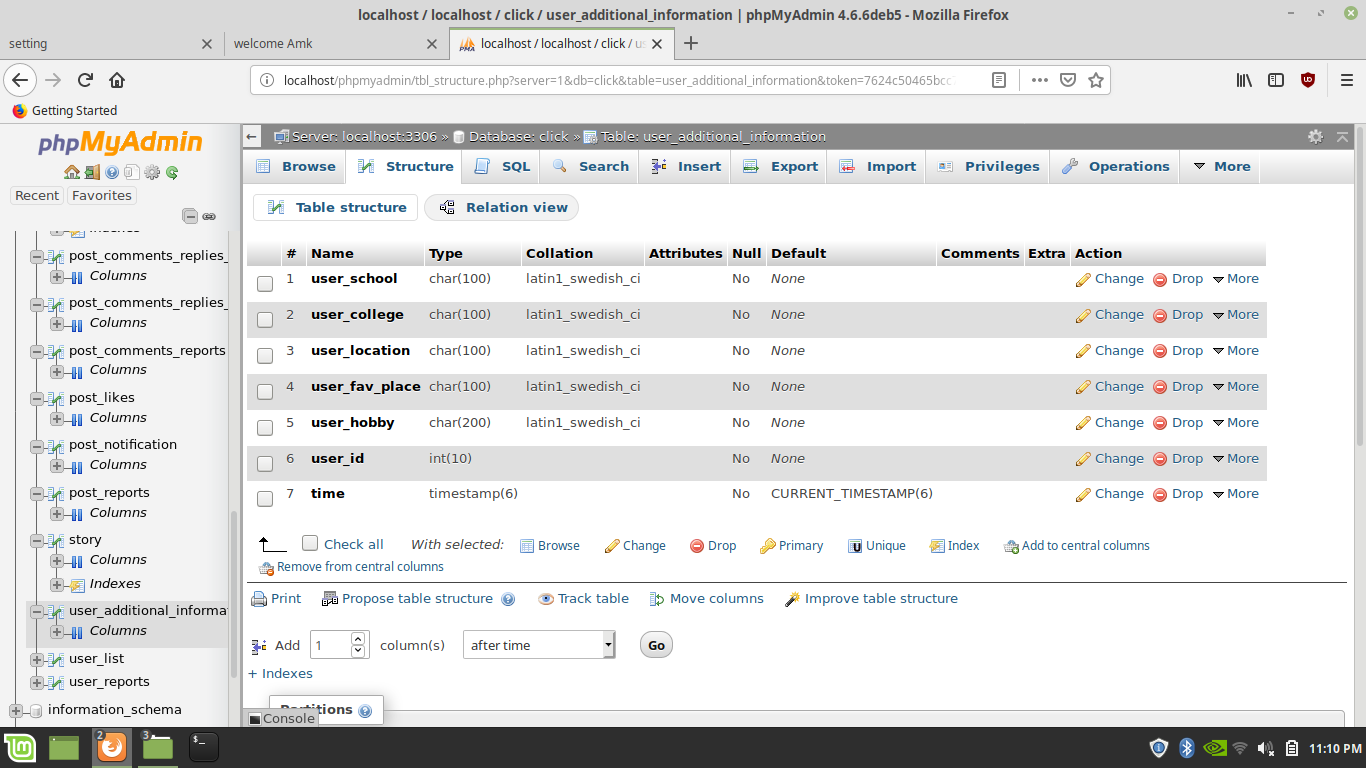 localhost / localhost / click / user_additional_information | phpMyAdmin 4.6.6deb5 - Mozilla Firefox
setting
welcome Amk
localhost / localhost / click / us
localhost/phpmyadmin/tbl_structure.php?server=1&db=click&table=user_additional_information&token=7624c50465bcc
Getting Started
phpMyAdmin
Recent
Favorites
Indexes
post_comments_replies_
Columns
post_comments_replies_
Columns
post_comments_reports
Columns
post_likes
Columns
post_notification
Columns
post_reports
Columns
story
Columns
Indexes
user_additional_informat
Columns
user_list
user_reports
information_schema
Server: localhost:3306 » Database: click » Table: user_additional_information
Browse Structure SQL Search Insert Export Import Privileges Operations More
Table structure Relation view
# Name Type Collation Attributes Null Default Comments Extra Action
1 user_school char(100) latin1_swedish_ci No None Change Drop More
2 user_college char(100) latin1_swedish_ci No None Change Drop More
3 user_location char(100) latin1_swedish_ci No None Change Drop More
4 user_fav_place char(100) latin1_swedish_ci No None Change Drop More
5 user_hobby char(200) latin1_swedish_ci No None Change Drop More
6 user_id int(10) No None Change Drop More
7 time timestamp(6) No CURRENT_TIMESTAMP(6) Change Drop More
Check all With selected: Browse Change Drop Primary Unique Index Add to central columns
Remove from central columns
Print Propose table structure Track table Move columns Improve table structure
Add 1 column(s) after time Go
+ Indexes
Partitions
Console
2
3
11:10 PM